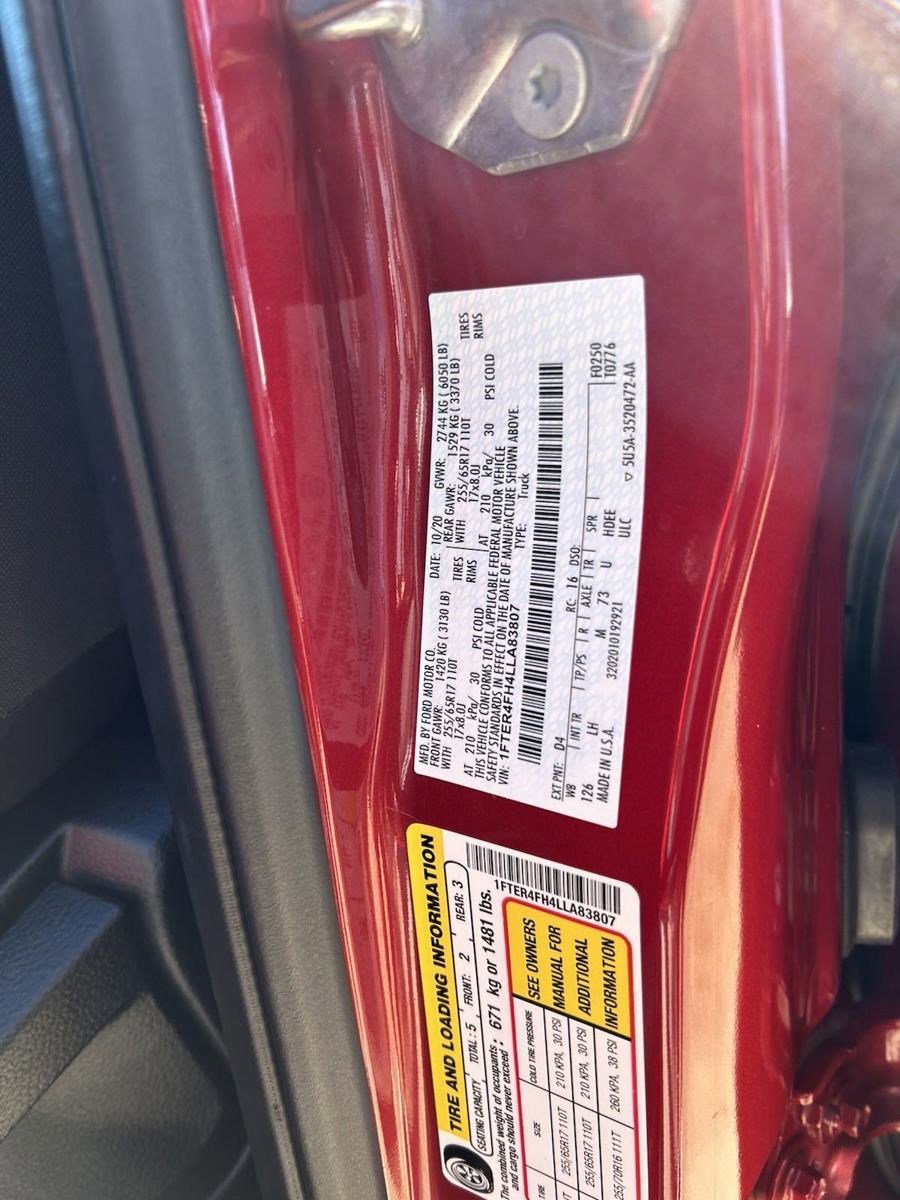 MFD. BY FORD MOTOR CO.
DATE: 10/20 GVWR: 2744 KG ( 6050 LB)
FRONT GAWR: 1420 KG ( 3130 LB) REAR GAWR: 1529 KG ( 3370 LB)
WITH 255/65R17 110T TIRES WITH 255/65R17 110T TIRES
17x8.0J RIMS 17x8.0J RIMS
AT 210 kPa/ 30 PSI COLD AT 210 kPa/ 30 PSI COLD
THIS VEHICLE CONFORMS TO ALL APPLICABLE FEDERAL MOTOR VEHICLE
SAFETY STANDARDS IN EFFECT ON THE DATE OF MANUFACTURE SHOWN ABOVE.
VIN: 1FTER4FH4LLA83807 TYPE: Truck
EXT PNT: D4 RC: 16 DSO: F0250
WB INT TR TP/PS R AXLE TR SPR T0776
126 LH M 73 U HDEE
MADE IN U.S.A. 3202010192921 ULC
5U5A-3520472-AA
TIRE AND LOADING INFORMATION
SEATING CAPACITY TOTAL : 5 FRONT: 2 REAR: 3
The combined weight of occupants and cargo should never exceed : 671 kg or 1481 lbs.
1FTER4FH4LLA83807
SIZE COLD TIRE PRESSURE
255/65R17 110T 210 KPA, 30 PSI
255/65R17 110T 210 KPA, 30 PSI
255/70R16 111T 260 KPA, 38 PSI
SEE OWNERS
MANUAL FOR
ADDITIONAL
INFORMATION